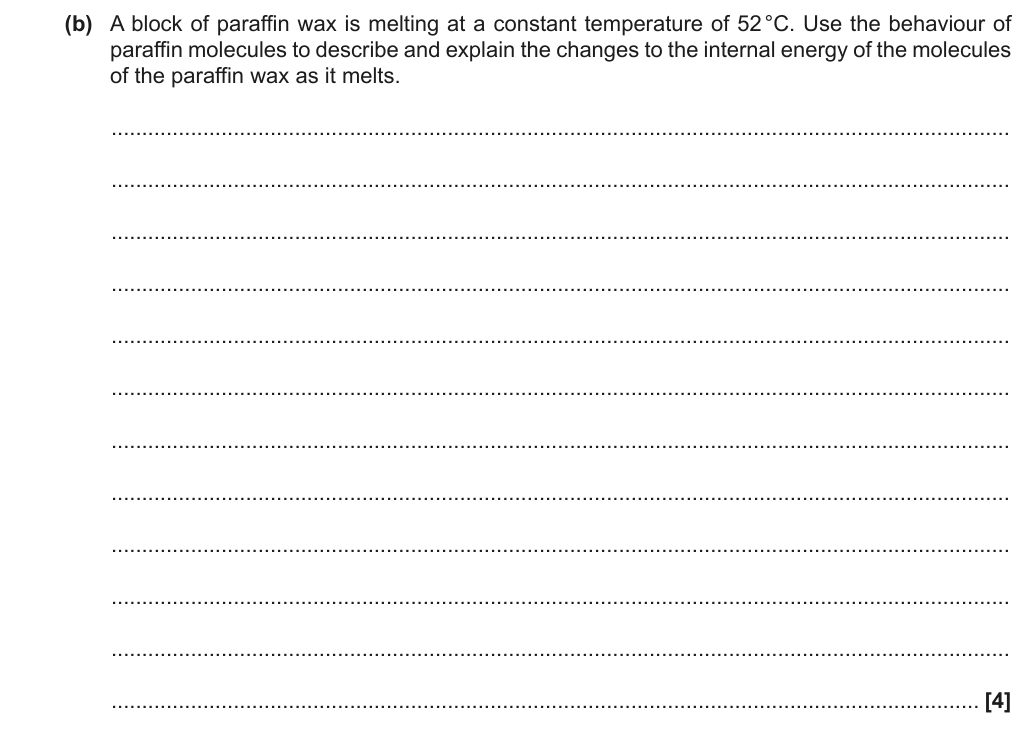 (b) A block of paraffin wax is melting at a constant temperature of 52 °C. Use the behaviour of
paraffin molecules to describe and explain the changes to the internal energy of the molecules
of the paraffin wax as it melts.
[4]